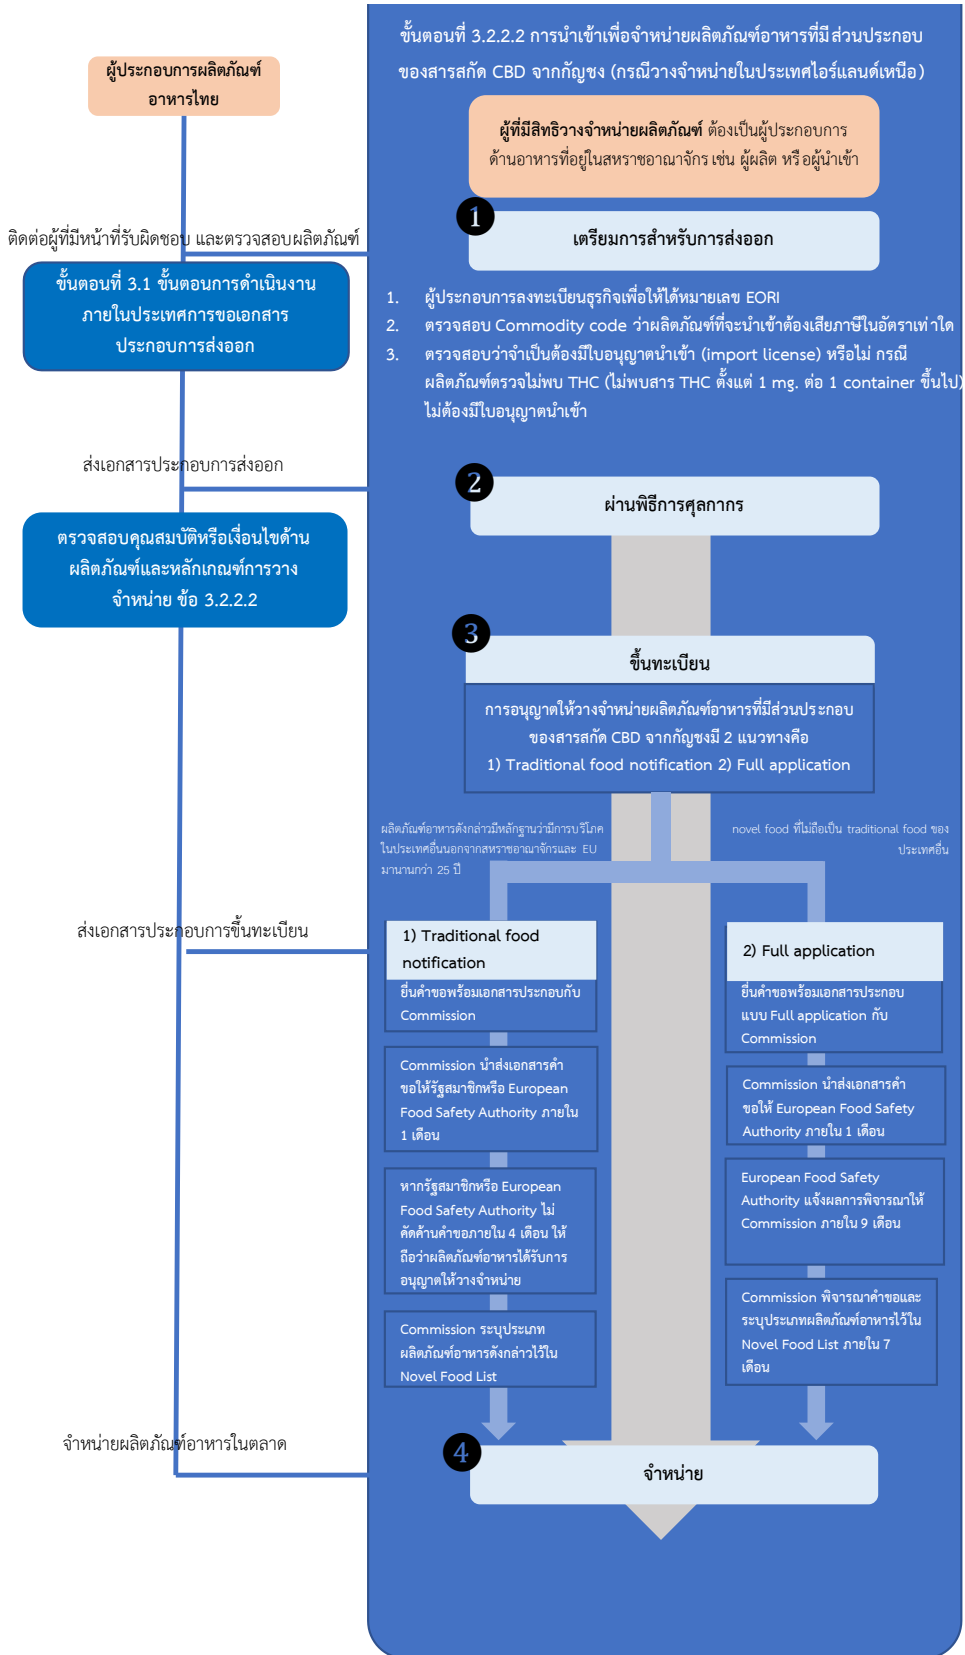 ขั้นตอนที่ 3.2.2.2 การนำเข้าเพื่อจำหน่ายผลิตภัณฑ์อาหารที่มีส่วนประกอบ
ของสารสกัด CBD จากกัญชง (กรณีวางจำหน่ายในประเทศไอร์แลนด์เหนือ)
ผู้ประกอบการผลิตภัณฑ์
อาหารไทย
ผู้ที่มีสิทธิวางจำหน่ายผลิตภัณฑ์ ต้องเป็นผู้ประกอบการ
ด้านอาหารที่อยู่ในสหราชอาณาจักร เช่น ผู้ผลิต หรือผู้นำเข้า
1
เตรียมการสำหรับการส่งออก
ติดต่อผู้ที่มีหน้าที่รับผิดชอบ และตรวจสอบผลิตภัณฑ์
ขั้นตอนที่ 3.1 ขั้นตอนการดำเนินงาน
ภายในประเทศการขอเอกสาร
ประกอบการส่งออก
1. ผู้ประกอบการลงทะเบียนธุรกิจเพื่อให้ได้หมายเลข EORI
2. ตรวจสอบ Commodity code ว่าผลิตภัณฑ์ที่จะนำเข้าต้องเสียภาษีในอัตราเท่าใด
3. ตรวจสอบว่าจำเป็นต้องมีใบอนุญาตนำเข้า (import license) หรือไม่ กรณี
ผลิตภัณฑ์ตรวจไม่พบ THC (ไม่พบสาร THC ตั้งแต่ 1 mg. ต่อ 1 container ขึ้นไป)
ไม่ต้องมีใบอนุญาตนำเข้า
ส่งเอกสารประกอบการส่งออก
2
ผ่านพิธีการศุลกากร
ตรวจสอบคุณสมบัติหรือเงื่อนไขด้าน
ผลิตภัณฑ์และหลักเกณฑ์การวาง
จำหน่าย ข้อ 3.2.2.2
3
ขึ้นทะเบียน
การอนุญาตให้วางจำหน่ายผลิตภัณฑ์อาหารที่มีส่วนประกอบ
ของสารสกัด CBD จากกัญชงมี 2 แนวทางคือ
1) Traditional food notification 2) Full application
ผลิตภัณฑ์อาหารดังกล่าวมีหลักฐานว่ามีการบริโภค
ในประเทศอื่นนอกจากสหราชอาณาจักรและ EU
มานานกว่า 25 ปี
novel food ที่ไม่ถือเป็น traditional food ของ
ประเทศอื่น
ส่งเอกสารประกอบการขึ้นทะเบียน
1) Traditional food
notification
ยื่นคำขอพร้อมเอกสารประกอบกับ
Commission
Commission นำส่งเอกสารคำ
ขอให้รัฐสมาชิกหรือ European
Food Safety Authority ภายใน
1 เดือน
หากรัฐสมาชิกหรือ European
Food Safety Authority ไม่
คัดค้านคำขอภายใน 4 เดือน ให้
ถือว่าผลิตภัณฑ์อาหารได้รับการ
อนุญาตให้วางจำหน่าย
Commission ระบุประเภท
ผลิตภัณฑ์อาหารดังกล่าวไว้ใน
Novel Food List
2) Full application
ยื่นคำขอพร้อมเอกสารประกอบ
แบบ Full application กับ
Commission
Commission นำส่งเอกสารคำ
ขอให้ European Food Safety
Authority ภายใน 1 เดือน
European Food Safety
Authority แจ้งผลการพิจารณาให้
Commission ภายใน 9 เดือน
Commission พิจารณาคำขอและ
ระบุประเภทผลิตภัณฑ์อาหารไว้ใน
Novel Food List ภายใน 7
เดือน
จำหน่ายผลิตภัณฑ์อาหารในตลาด
4
จำหน่าย